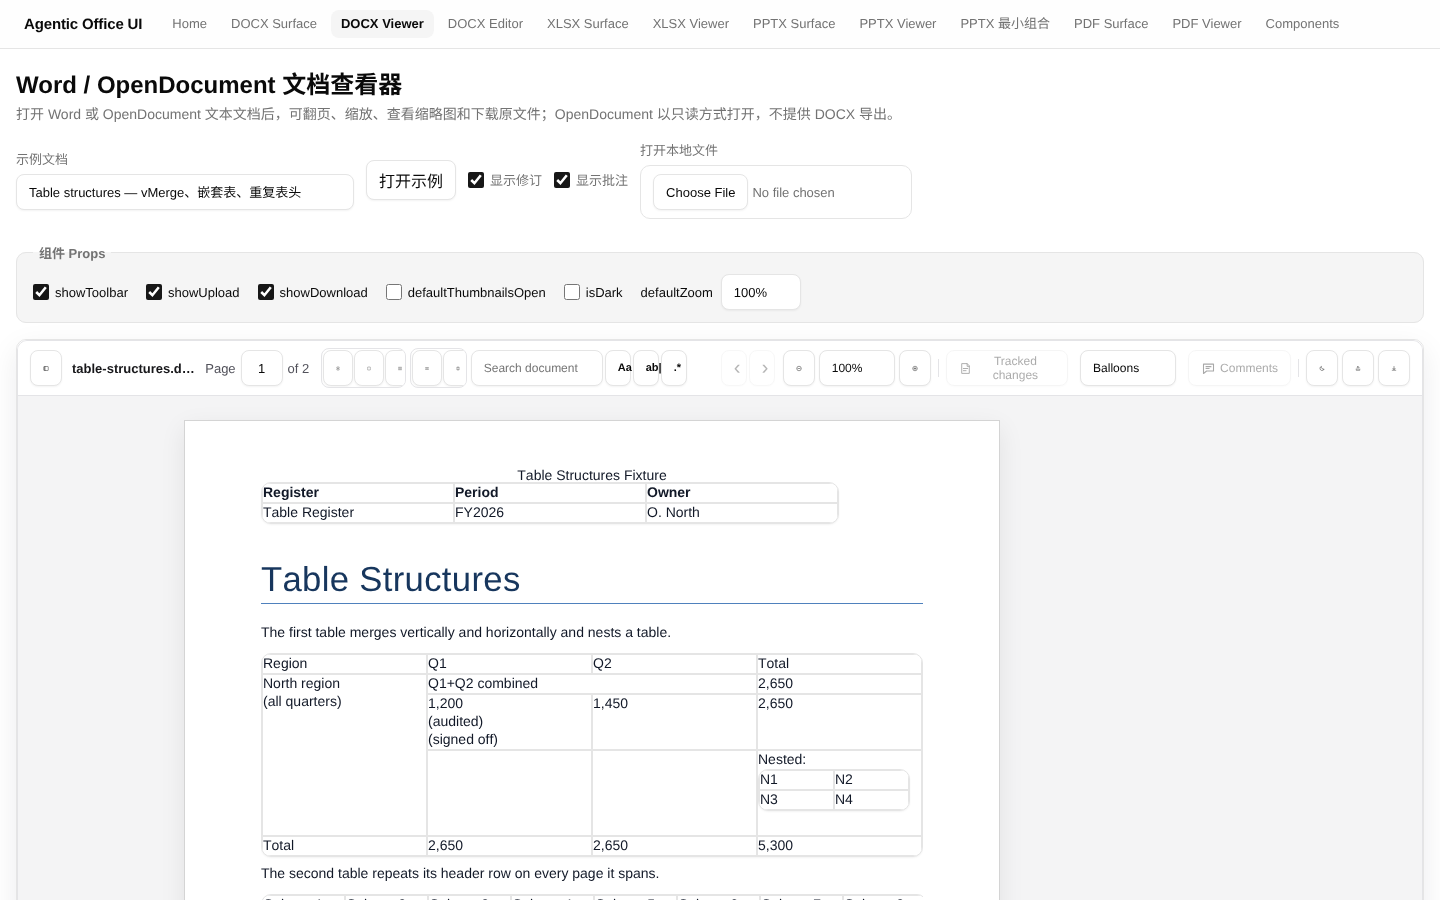 Agentic Office UI Home DOCX Surface DOCX Viewer DOCX Editor XLSX Surface XLSX Viewer PPTX Surface PPTX Viewer PPTX 最小组合 PDF Surface PDF Viewer Components
Word / OpenDocument 文档查看器
打开 Word 或 OpenDocument 文本文档后，可翻页、缩放、查看缩略图和下载原文件；OpenDocument 以只读方式打开，不提供 DOCX 导出。
示例文档
Table structures — vMerge、嵌套表、重复表头
打开示例
显示修订
显示批注
打开本地文件
Choose File No file chosen
组件 Props
showToolbar showUpload showDownload defaultThumbnailsOpen isDark defaultZoom 100%
table-structures.d... Page 1 of 2 Search document Aa ab| .* 100% Tracked changes Balloons Comments
Table Structures Fixture
Register Period Owner
Table Register FY2026 O. North
Table Structures
The first table merges vertically and horizontally and nests a table.
Region Q1 Q2 Total
North region Q1+Q2 combined 2,650
(all quarters) 1,200 1,450 2,650
(audited)
(signed off)
Nested:
N1 N2
N3 N4
Total 2,650 2,650 5,300
The second table repeats its header row on every page it spans.